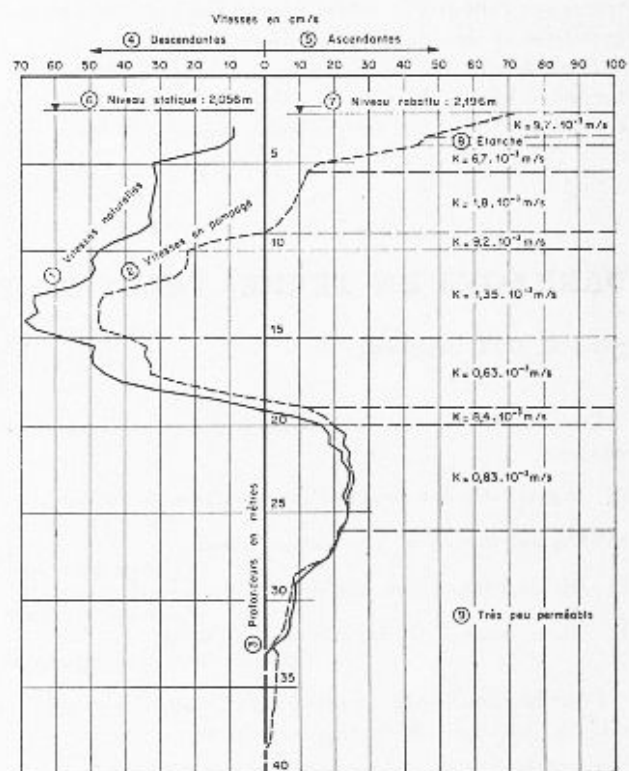 Vitesses en cm/s
④ Descendantes ⑤ Ascendantes
70 60 50 40 30 20 10 0 10 20 30 40 50 60 70 80 90 100
⑥ Niveau statique : 2,056m ⑦ Niveau rabattu : 2,196m
K = 9,7. 10⁻³ m/s
⑧ Etanche
5
K = 6,7. 10⁻³ m/s
① Vitesses naturelles
② Vitesses en pompage
K = 1,8. 10⁻³ m/s
10
K = 9,2. 10⁻³ m/s
K = 1,35. 10⁻³ m/s
15
K = 0,63. 10⁻³ m/s
K = 8,4. 10⁻³ m/s
20
K = 0,83. 10⁻³ m/s
25
③ Profondeurs en mètres
30
⑨ Très peu perméable
35
40